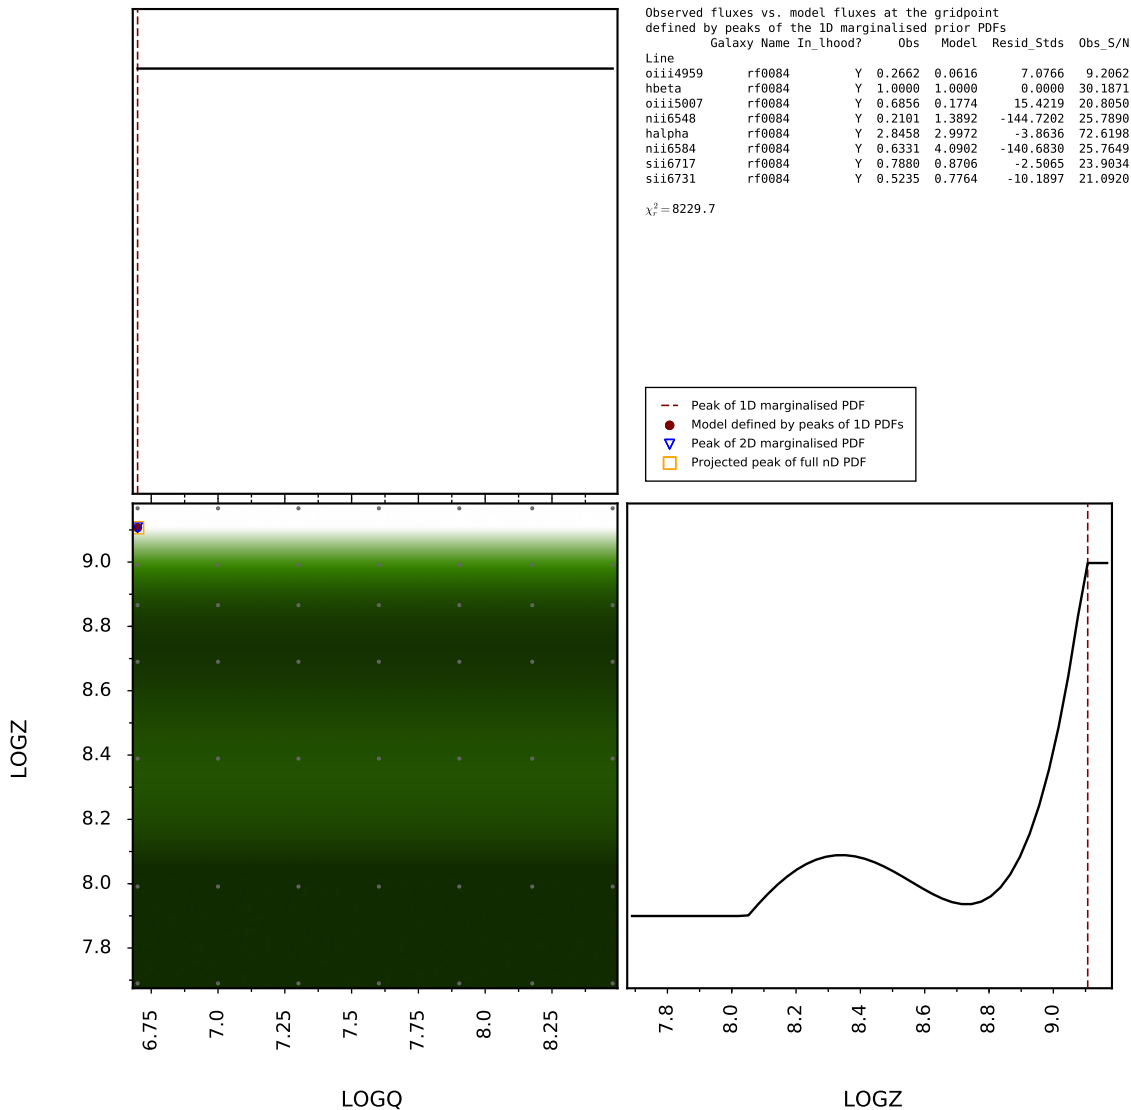 Observed fluxes vs. model fluxes at the gridpoint
defined by peaks of the 1D marginalised prior PDFs
Galaxy Name In_lhood? Obs Model Resid_Stds Obs_S/N
Line
oiii4959 rf0084 Y 0.2662 0.0616 7.0766 9.2062
hbeta rf0084 Y 1.0000 1.0000 0.0000 30.1871
oiii5007 rf0084 Y 0.6856 0.1774 15.4219 20.8050
nii6548 rf0084 Y 0.2101 1.3892 -144.7202 25.7890
halpha rf0084 Y 2.8458 2.9972 -3.8636 72.6198
nii6584 rf0084 Y 0.6331 4.0902 -140.6830 25.7649
sii6717 rf0084 Y 0.7880 0.8706 -2.5065 23.9034
sii6731 rf0084 Y 0.5235 0.7764 -10.1897 21.0920
χ²ᵣ = 8229.7
Peak of 1D marginalised PDF
Model defined by peaks of 1D PDFs
Peak of 2D marginalised PDF
Projected peak of full nD PDF
LOGZ
9.0
8.8
8.6
8.4
8.2
8.0
7.8
6.75 7.0 7.25 7.5 7.75 8.0 8.25
LOGQ
7.8 8.0 8.2 8.4 8.6 8.8 9.0
LOGZ